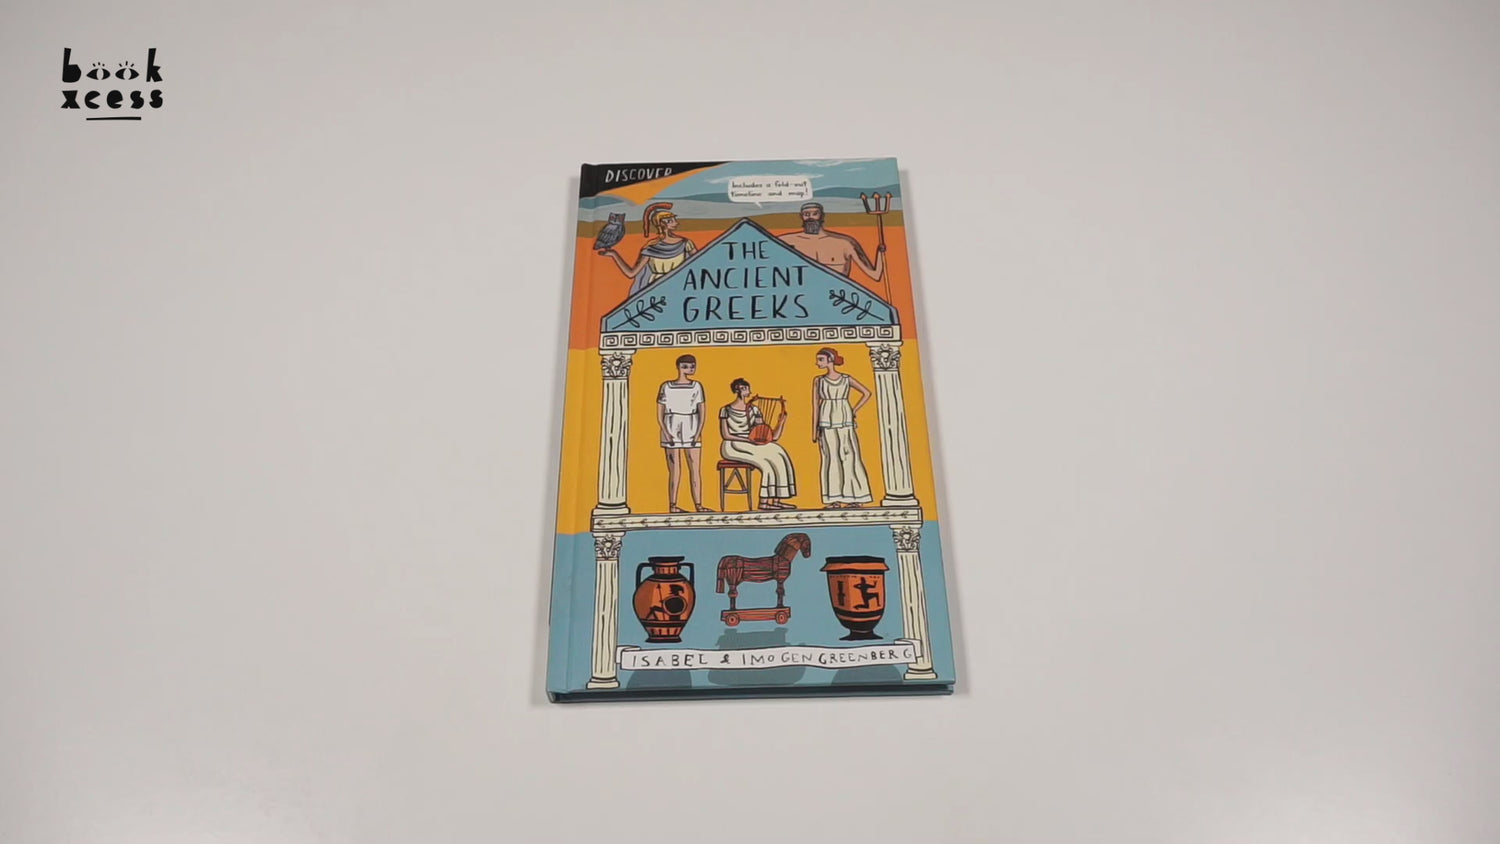 book
xcess
DISCOVER
Includes a fold-out
timeline and map!
THE
ANCIENT
GREEKS
ISABEL & IMOGEN GREENBERG